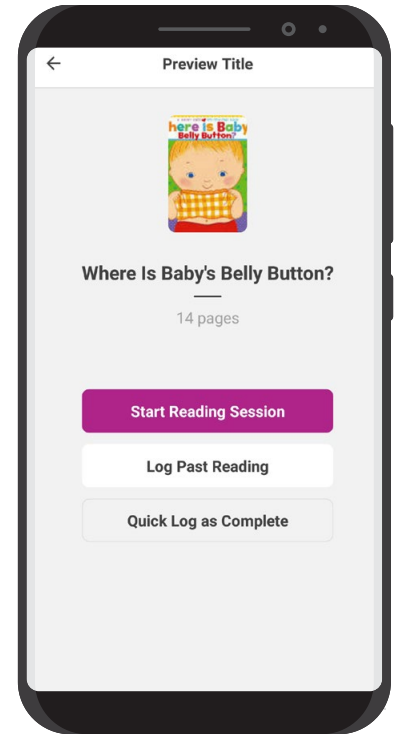 Preview Title
here is Baby
Belly Button?
Where Is Baby's Belly Button?
14 pages
Start Reading Session
Log Past Reading
Quick Log as Complete